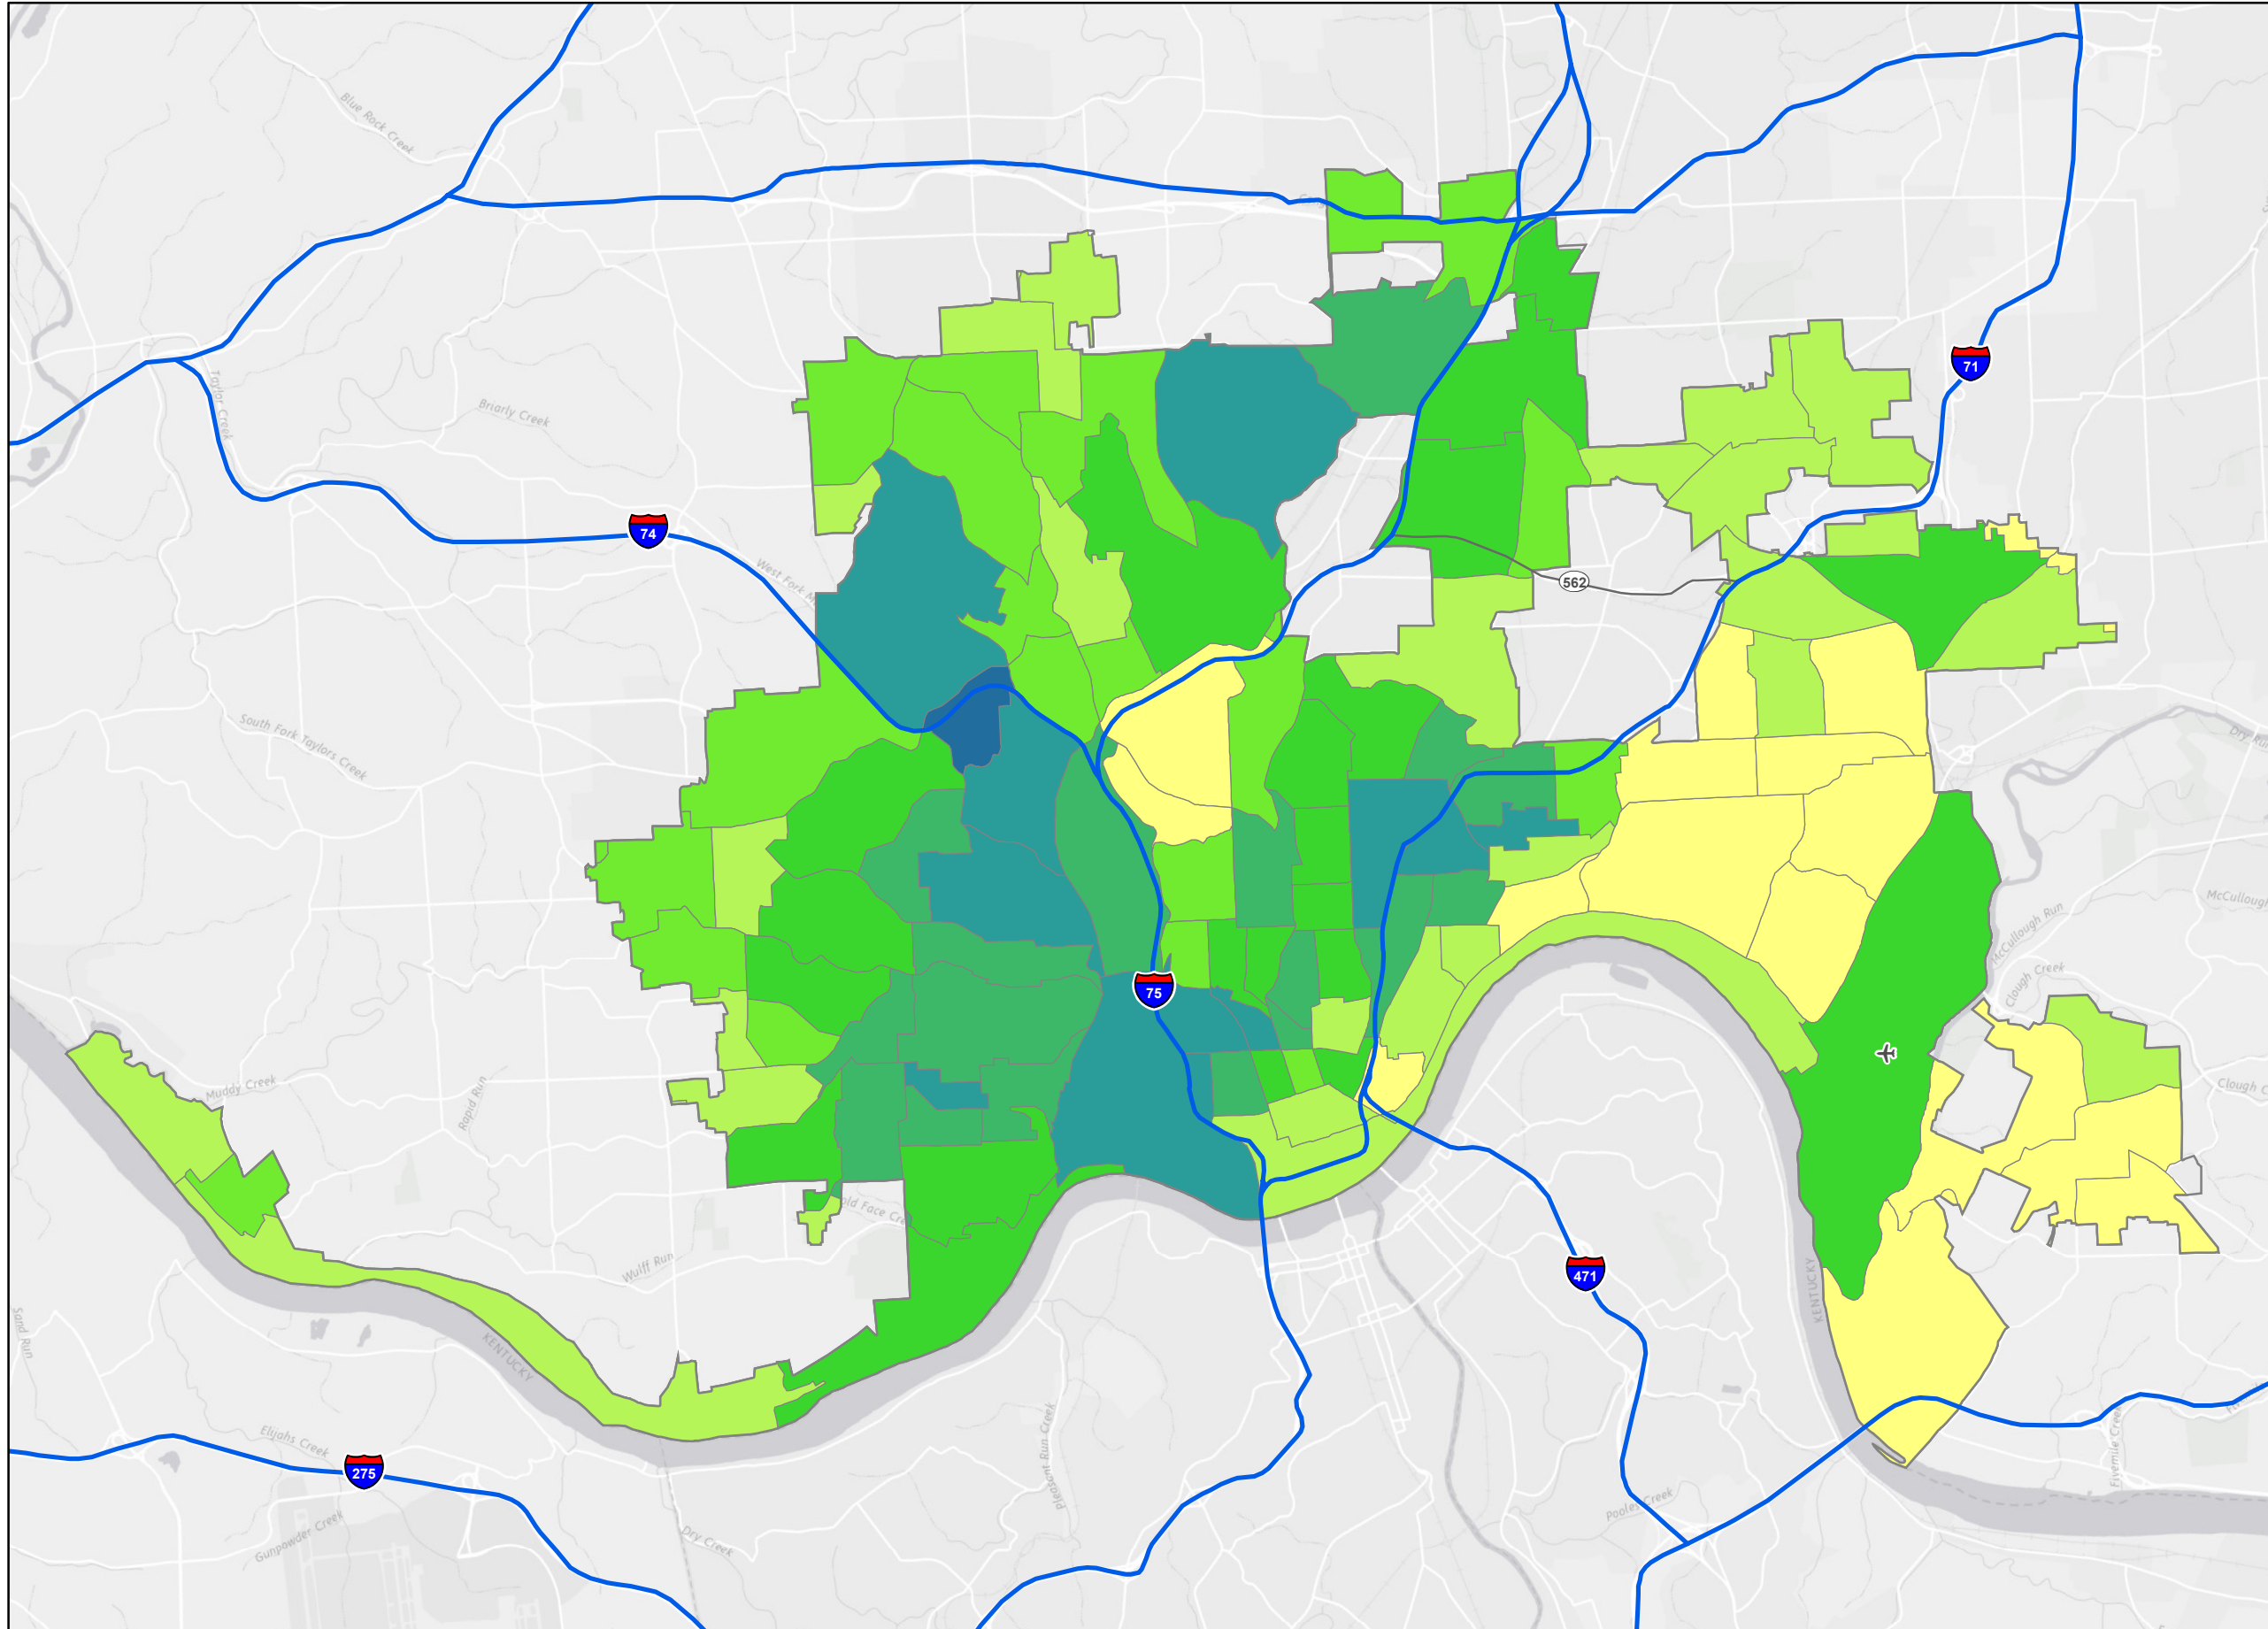 Blue Rock Creek
Taylor Creek
Briarly Creek
71
74
West Fork M
562
South Fork Taylors Creek
Dry Run
McCullough
McCullough Run
Clough Creek
75
Muddy Creek
Rapid Run
Clough C
old Face Cre
Wulff Run
KENTUCKY
471
Sand Run
KENTUCKY
Elijahs Creek
275
Pleasant Run Creek
Fivemile Creek
Gunpowder Creek
Dry Creek
Pooles Creek